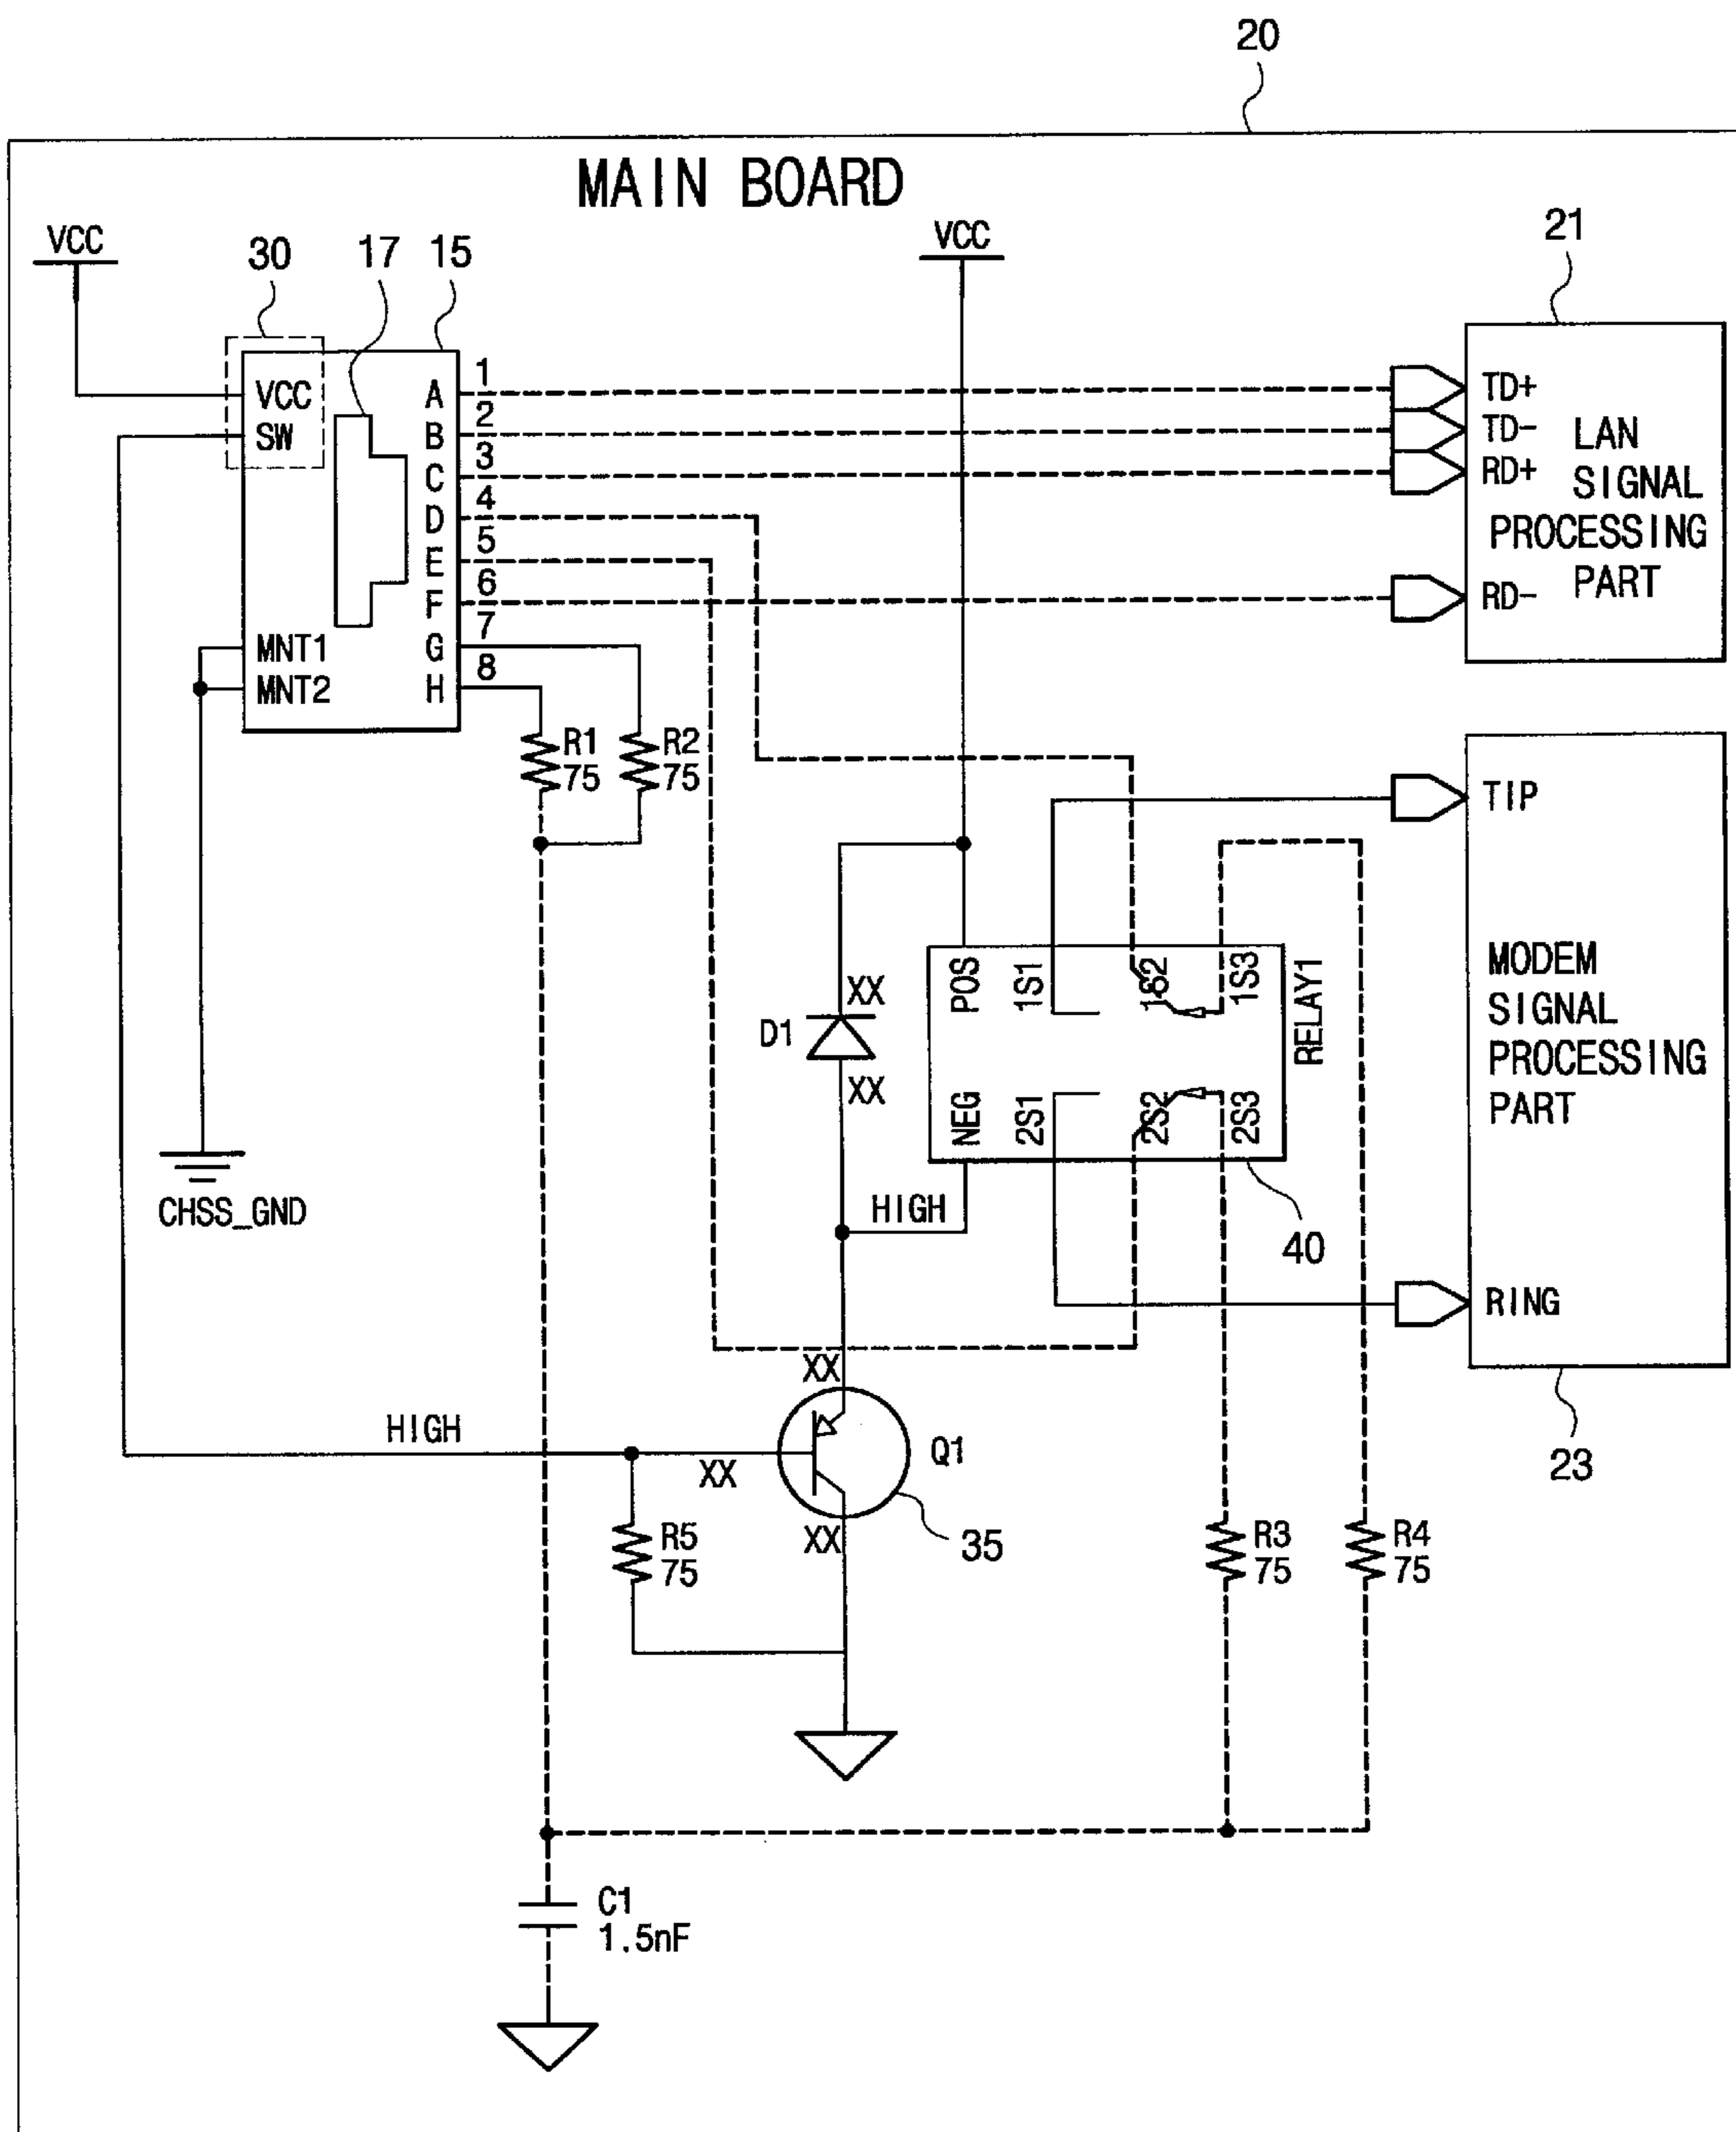 20
MAIN BOARD
VCC
30
17
15
VCC
21
VCC
SW
MNT1
MNT2
A
B
C
D
E
F
G
H
1
2
3
4
5
6
7
8
TD+
TD-
RD+
RD-
LAN
SIGNAL
PROCESSING
PART
R1
75
R2
75
TIP
RING
MODEM
SIGNAL
PROCESSING
PART
23
CHSS_GND
XX
D1
XX
POS
1S1
1S2
1S3
NEG
2S1
2S2
2S3
RELAY1
HIGH
40
HIGH
XX
XX
XX
Q1
35
R5
75
R3
75
R4
75
C1
1.5nF